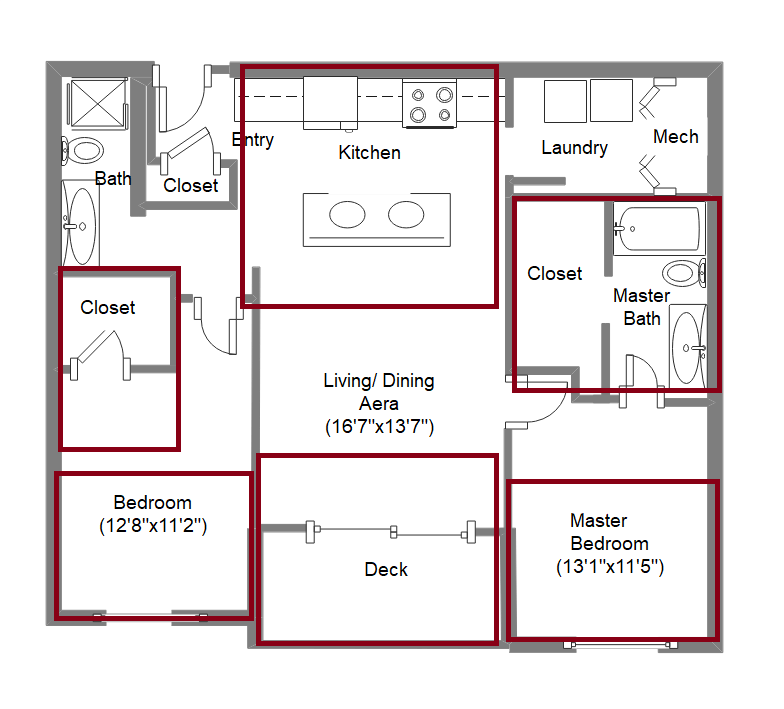 Entry
Kitchen
Laundry
Mech
Bath
Closet
Closet
Master
Bath
Closet
Living/ Dining
Aera
(16'7"x13'7")
Bedroom
(12'8"x11'2")
Master
Bedroom
(13'1"x11'5")
Deck